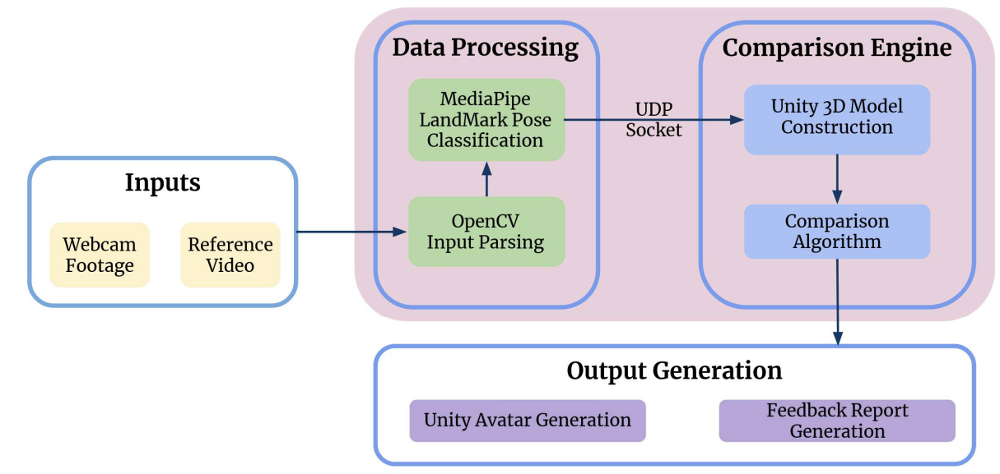 Inputs
Webcam
Footage
Reference
Video
Data Processing
MediaPipe
LandMark Pose
Classification
OpenCV
Input Parsing
UDP
Socket
Comparison Engine
Unity 3D Model
Construction
Comparison
Algorithm
Output Generation
Unity Avatar Generation
Feedback Report
Generation